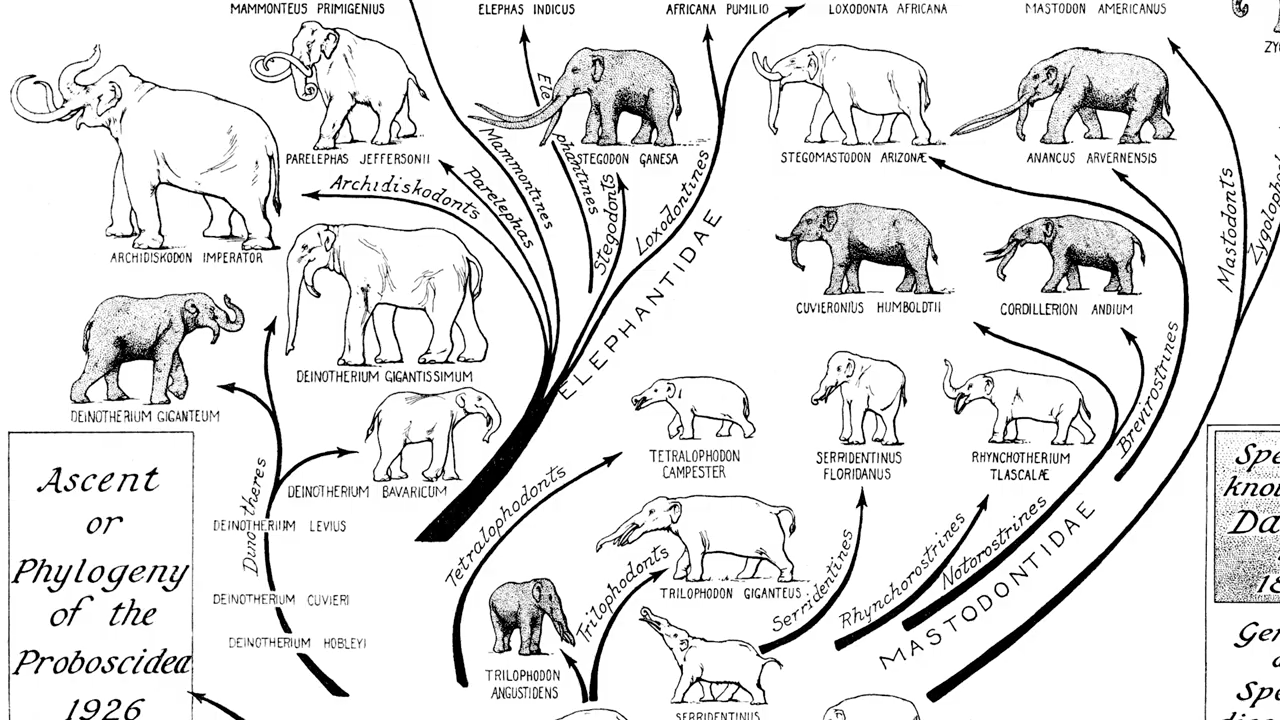 MAMMONTEUS PRIMIGENIUS
ELEPHAS INDICUS
AFRICANA PUMILIO
LOXODONTA AFRICANA
MASTODON AMERICANUS
PARELEPHAS JEFFERSONII
STEGODON GANESA
STEGOMASTODON ARIZONÆ
ANANCUS ARVERNENSIS
Archidiskodonts
Parelephas
Mammontines
Elephantines
Stegodonts
Loxodontines
ELEPHANTIDAE
Mastodonts
ARCHIDISKODON IMPERATOR
CUVIERONIUS HUMBOLDTII
CORDILLERION ANDIUM
DEINOTHERIUM GIGANTISSIMUM
DEINOTHERIUM GIGANTEUM
Brevirostrines
TETRALOPHODON
CAMPESTER
SERRIDENTINUS
FLORIDANUS
RHYNCHOTHERIUM
TLASCALÆ
DEINOTHERIUM BAVARICUM
Ascent
or
Phylogeny
of the
Proboscidea
1926
DEINOTHERIUM LEVIUS
DEINOTHERIUM CUVIERI
DEINOTHERIUM HOBLEYI
Tetralophodonts
Trilophodonts
TRILOPHODON GIGANTEUS
Serridentines
Rhynchorostrines
Notorostrines
MASTODONTIDAE
TRILOPHODON
ANGUSTIDENS
SERRIDENTINUS